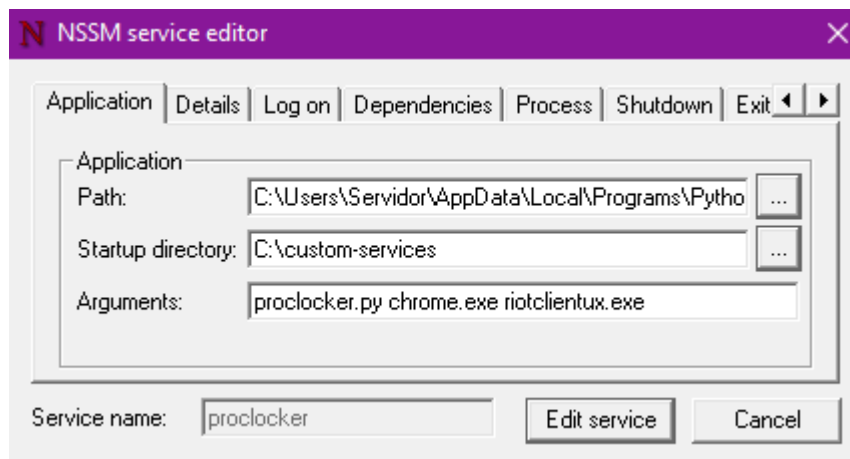 NSSM service editor
Application Details Log on Dependencies Process Shutdown Exit
Application
Path: C:\Users\Servidor\AppData\Local\Programs\Pytho ...
Startup directory: C:\custom-services ...
Arguments: proclocker.py chrome.exe riotclientux.exe
Service name: proclocker Edit service Cancel